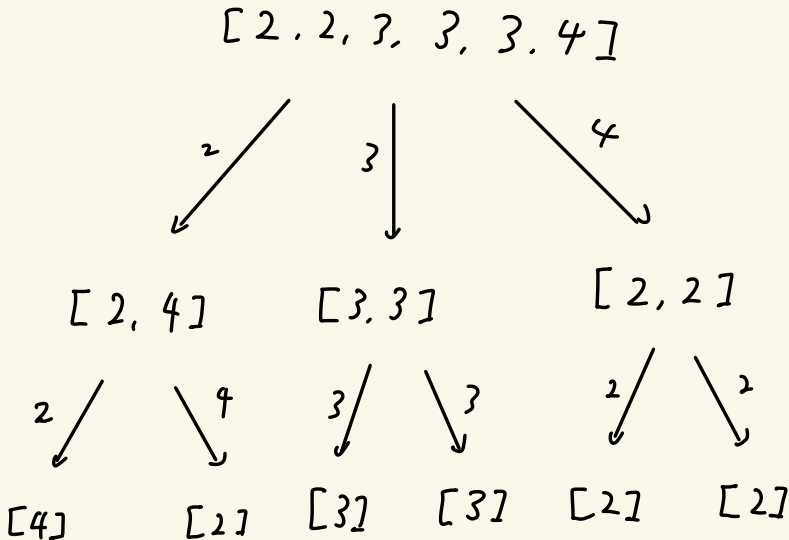 [2, 2, 3, 3, 3, 4]
2 3 4
[2, 4] [3, 3] [2, 2]
2 4 3 3 2 2
[4] [2] [3] [3] [2] [2]